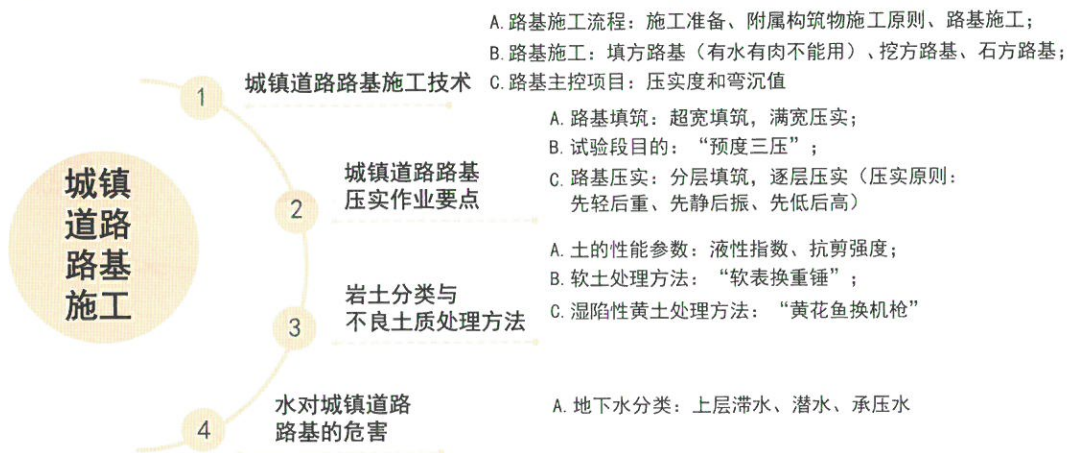 城镇
道路
路基
施工
1
城镇道路路基施工技术
A. 路基施工流程：施工准备、附属构筑物施工原则、路基施工；
B. 路基施工：填方路基（有水有肉不能用）、挖方路基、石方路基；
C. 路基主控项目：压实度和弯沉值
2
城镇道路路基
压实作业要点
A. 路基填筑：超宽填筑，满宽压实；
B. 试验段目的：“预度三压”；
C. 路基压实：分层填筑，逐层压实（压实原则：
先轻后重、先静后振、先低后高）
3
岩土分类与
不良土质处理方法
A. 土的性能参数：液性指数、抗剪强度；
B. 软土处理方法：“软表换重锤”；
C. 湿陷性黄土处理方法：“黄花鱼换机枪”
4
水对城镇道路
路基的危害
A. 地下水分类：上层滞水、潜水、承压水